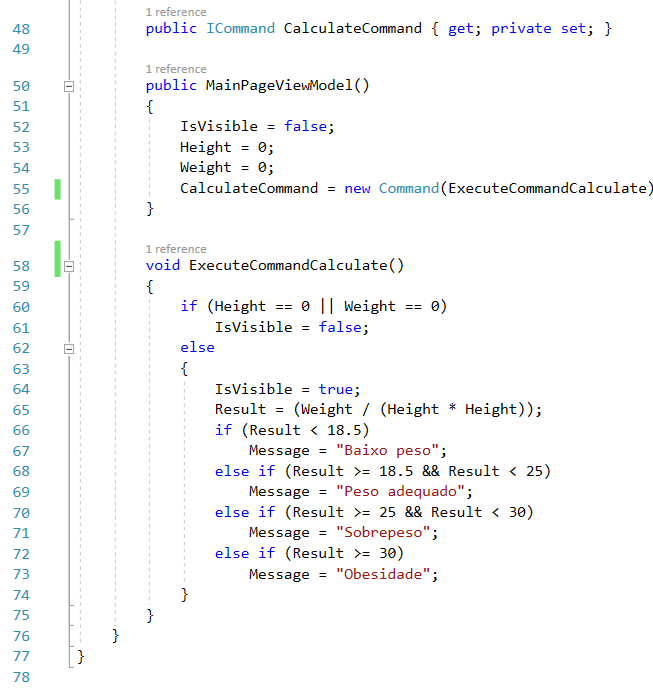 1 reference
48 public ICommand CalculateCommand { get; private set; }
49
1 reference
50 public MainPageViewModel()
51 {
52 IsVisible = false;
53 Height = 0;
54 Weight = 0;
55 CalculateCommand = new Command(ExecuteCommandCalculate)
56 }
57
1 reference
58 void ExecuteCommandCalculate()
59 {
60 if (Height == 0 || Weight == 0)
61 IsVisible = false;
62 else
63 {
64 IsVisible = true;
65 Result = (Weight / (Height * Height));
66 if (Result < 18.5)
67 Message = "Baixo peso";
68 else if (Result >= 18.5 && Result < 25)
69 Message = "Peso adequado";
70 else if (Result >= 25 && Result < 30)
71 Message = "Sobrepeso";
72 else if (Result >= 30)
73 Message = "Obesidade";
74 }
75 }
76 }
77 }
78